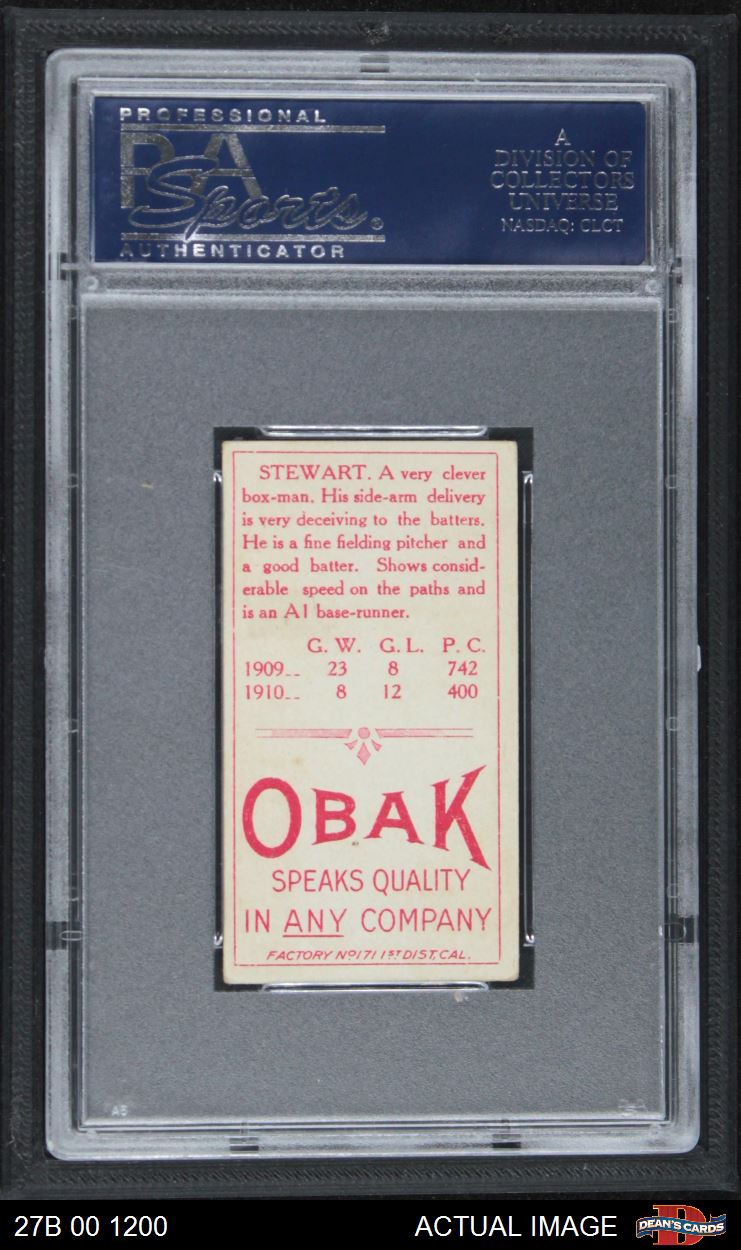 PROFESSIONAL
PSA
Sports®
AUTHENTICATOR
A
DIVISION OF
COLLECTORS
UNIVERSE
NASDAQ: CLCT
STEWART. A very clever
box-man. His side-arm delivery
is very deceiving to the batters.
He is a fine fielding pitcher and
a good batter. Shows consid-
erable speed on the paths and
is an A1 base-runner.
G. W. G. L. P. C.
1909-- 23 8 742
1910-- 8 12 400
OBAK
SPEAKS QUALITY
IN ANY COMPANY
FACTORY Nº 171 1ST DIST, CAL.
27B 00 1200
ACTUAL IMAGE
DEAN'S CARDS